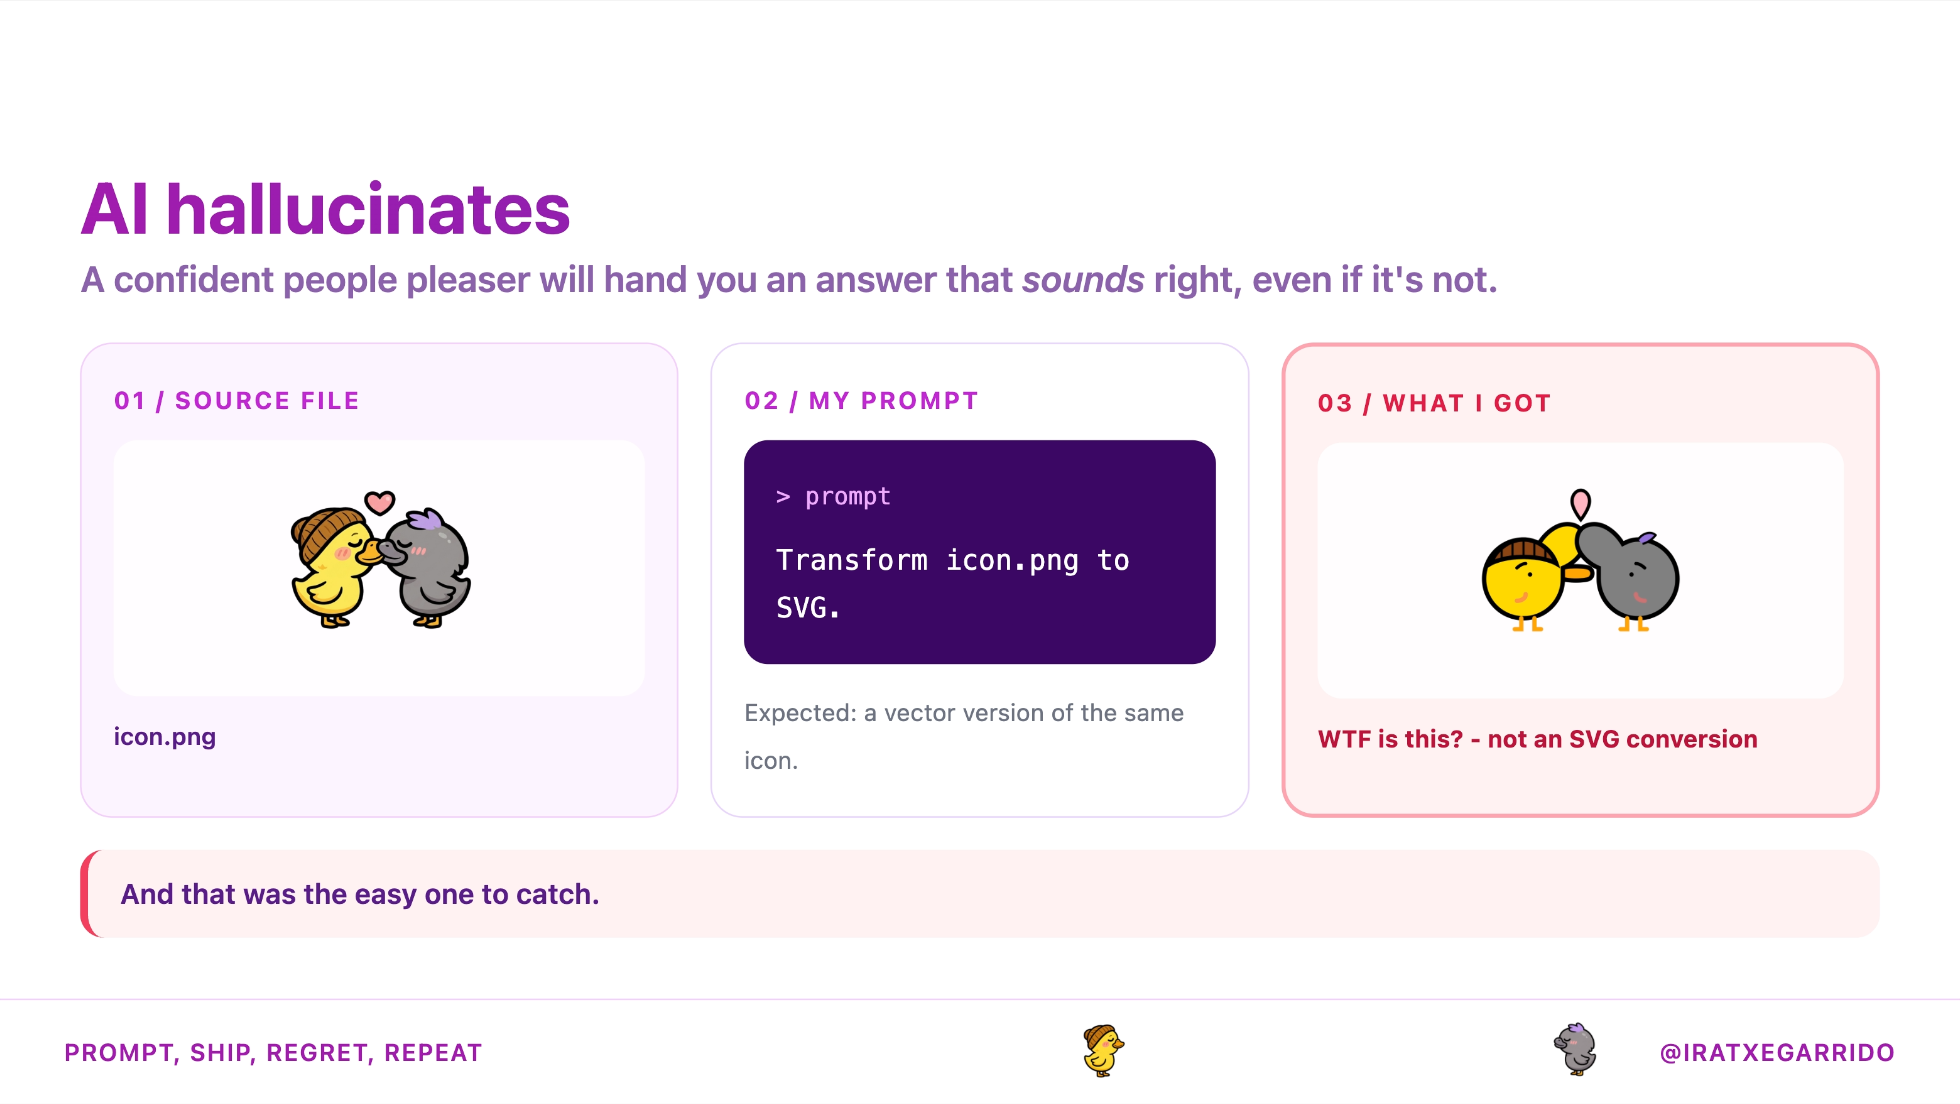 AI hallucinates
A confident people pleaser will hand you an answer that sounds right, even if it's not.
01 / SOURCE FILE
icon.png
02 / MY PROMPT
> prompt
Transform icon.png to
SVG.
Expected: a vector version of the same
icon.
03 / WHAT I GOT
WTF is this? - not an SVG conversion
And that was the easy one to catch.
PROMPT, SHIP, REGRET, REPEAT
@IRATXEGARRIDO